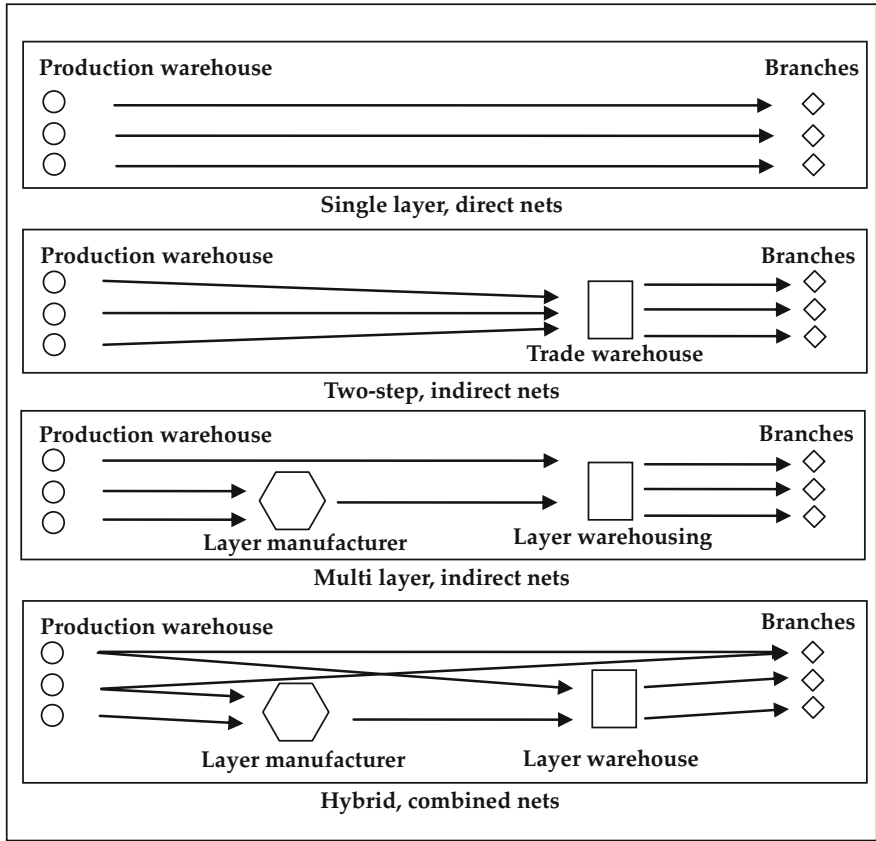 Production warehouse Branches
Single layer, direct nets
Production warehouse Branches
Trade warehouse
Two-step, indirect nets
Production warehouse Branches
Layer manufacturer Layer warehousing
Multi layer, indirect nets
Production warehouse Branches
Layer manufacturer Layer warehouse
Hybrid, combined nets